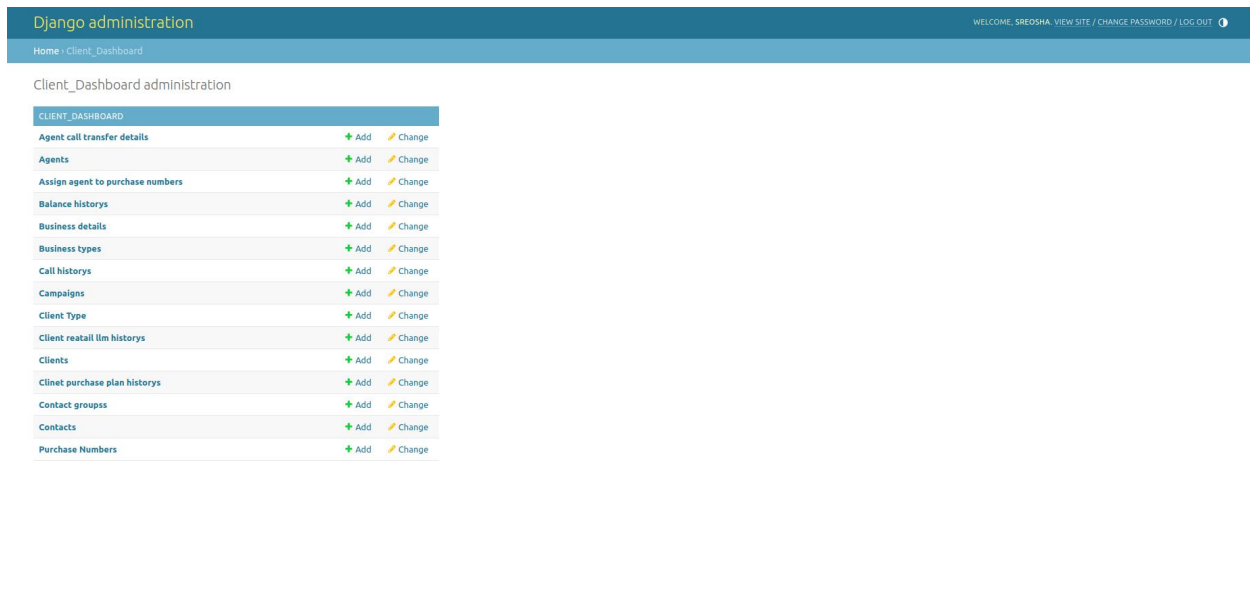 Django administration
WELCOME, SREOSHA. VIEW SITE / CHANGE PASSWORD / LOG OUT
Home › Client_Dashboard
Client_Dashboard administration
CLIENT_DASHBOARD
Agent call transfer details Add Change
Agents Add Change
Assign agent to purchase numbers Add Change
Balance historys Add Change
Business details Add Change
Business types Add Change
Call historys Add Change
Campaigns Add Change
Client Type Add Change
Client reatail llm historys Add Change
Clients Add Change
Clinet purchase plan historys Add Change
Contact groupss Add Change
Contacts Add Change
Purchase Numbers Add Change